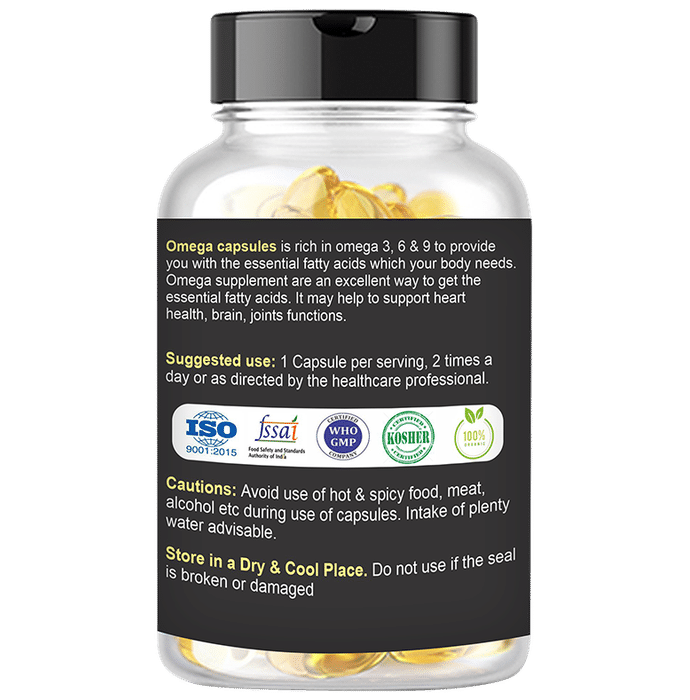 Omega capsules is rich in omega 3, 6 & 9 to provide
you with the essential fatty acids which your body needs.
Omega supplement are an excellent way to get the
essential fatty acids. It may help to support heart
health, brain, joints functions.
Suggested use: 1 Capsule per serving, 2 times a
day or as directed by the healthcare professional.
ISO
9001:2015
fssai
Food Safety and Standards
Authority of India
CERTIFIED
WHO
GMP
COMPANY
CERTIFIED
KOSHER
CERTIFIED
100%
ORGANIC
Cautions: Avoid use of hot & spicy food, meat,
alcohol etc during use of capsules. Intake of plenty
water advisable.
Store in a Dry & Cool Place. Do not use if the seal
is broken or damaged